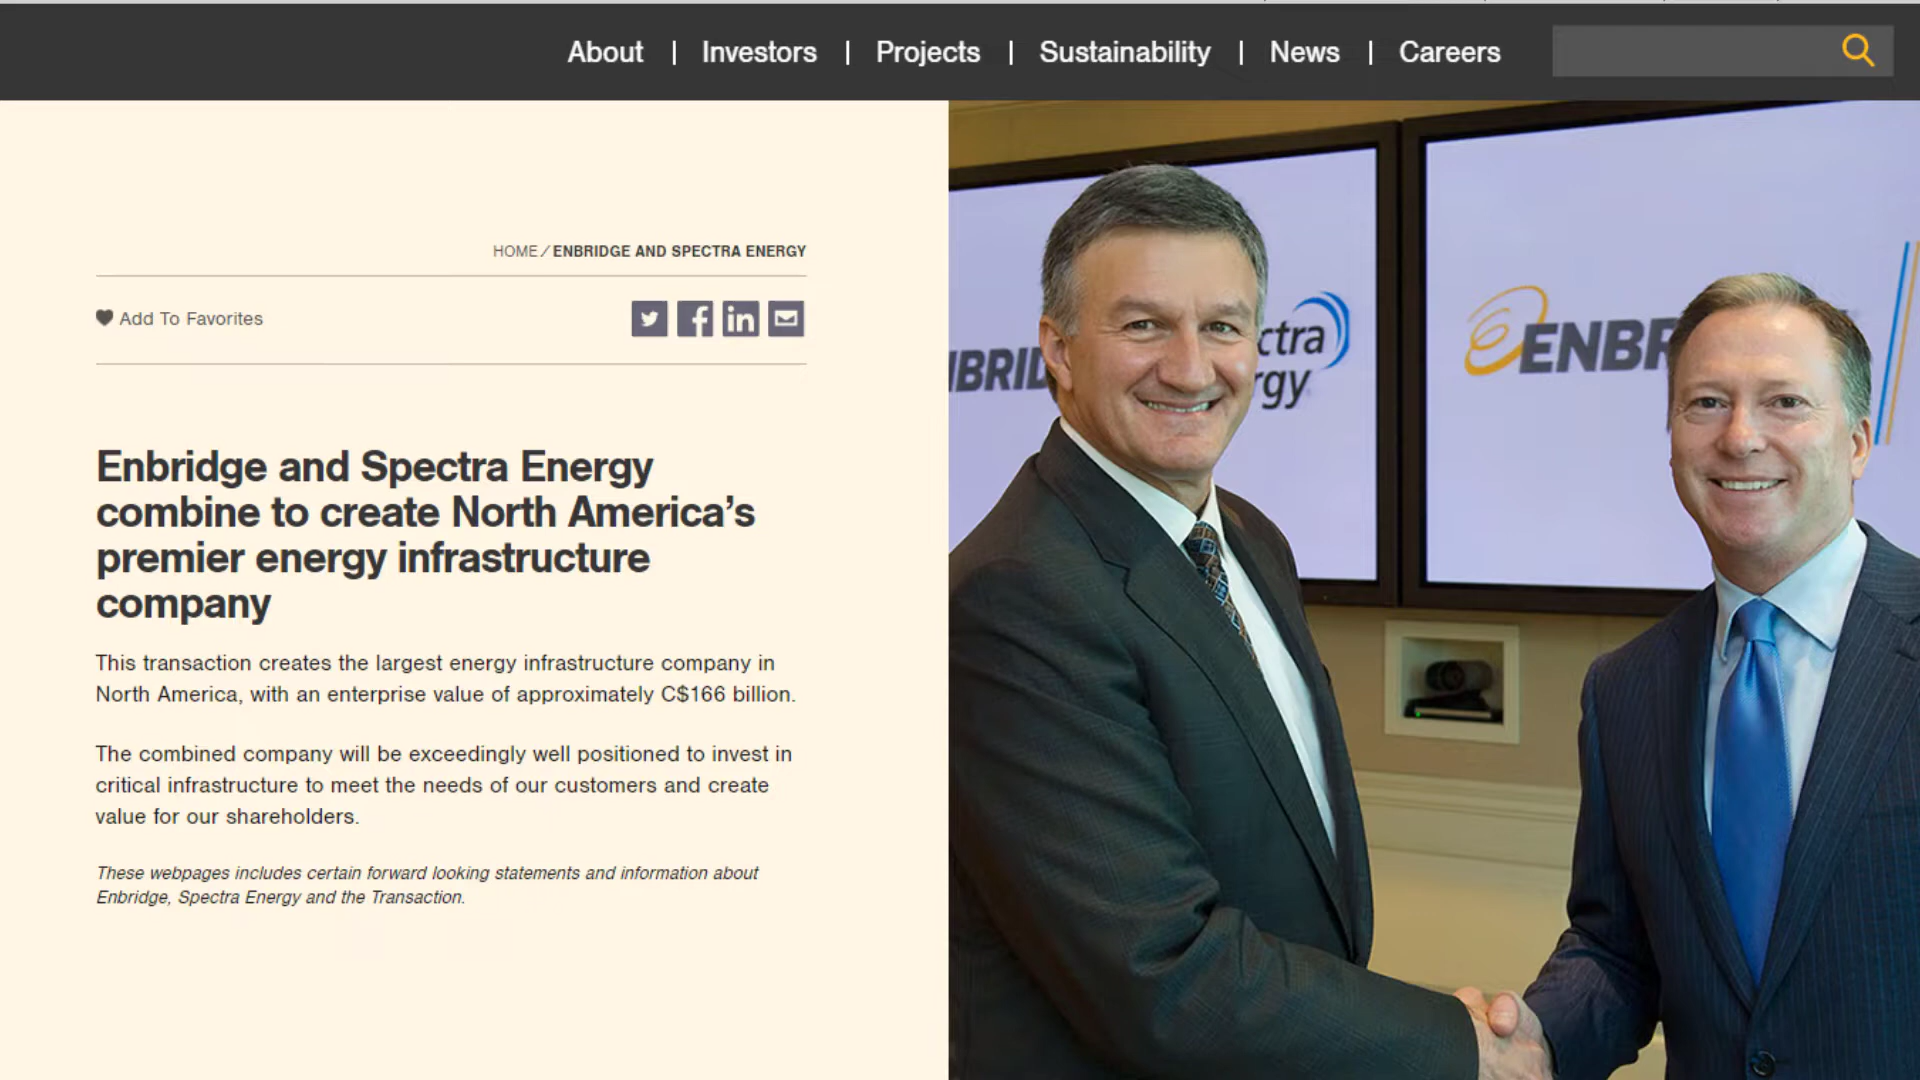 About | Investors | Projects | Sustainability | News | Careers
HOME / ENBRIDGE AND SPECTRA ENERGY
Add To Favorites
Enbridge and Spectra Energy
combine to create North America's
premier energy infrastructure
company
This transaction creates the largest energy infrastructure company in
North America, with an enterprise value of approximately C$166 billion.
The combined company will be exceedingly well positioned to invest in
critical infrastructure to meet the needs of our customers and create
value for our shareholders.
These webpages includes certain forward looking statements and information about
Enbridge, Spectra Energy and the Transaction.
BRID
ctra
rgy
ENBR